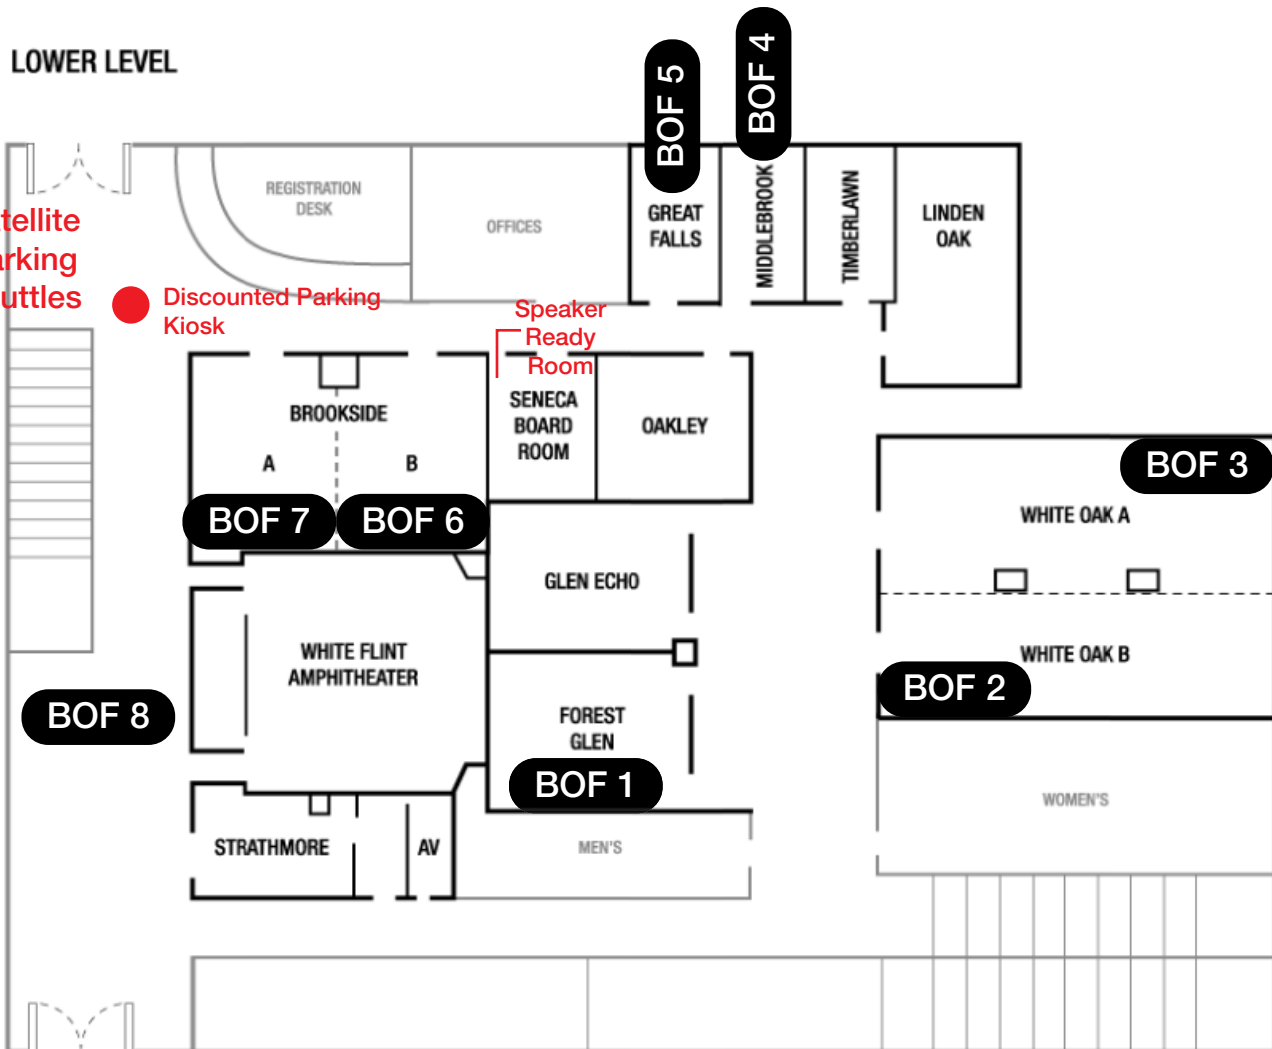 LOWER LEVEL
BOF 5
BOF 4
REGISTRATION
DESK
OFFICES
GREAT
FALLS
MIDDLEBROOK
TIMBERLAWN
LINDEN
OAK
tellite
arking
uttles
Discounted Parking
Kiosk
Speaker
Ready
Room
BROOKSIDE
A
B
SENECA
BOARD
ROOM
OAKLEY
BOF 7
BOF 6
BOF 3
WHITE OAK A
GLEN ECHO
WHITE FLINT
AMPHITHEATER
WHITE OAK B
BOF 2
BOF 8
FOREST
GLEN
BOF 1
WOMEN'S
STRATHMORE
AV
MEN'S